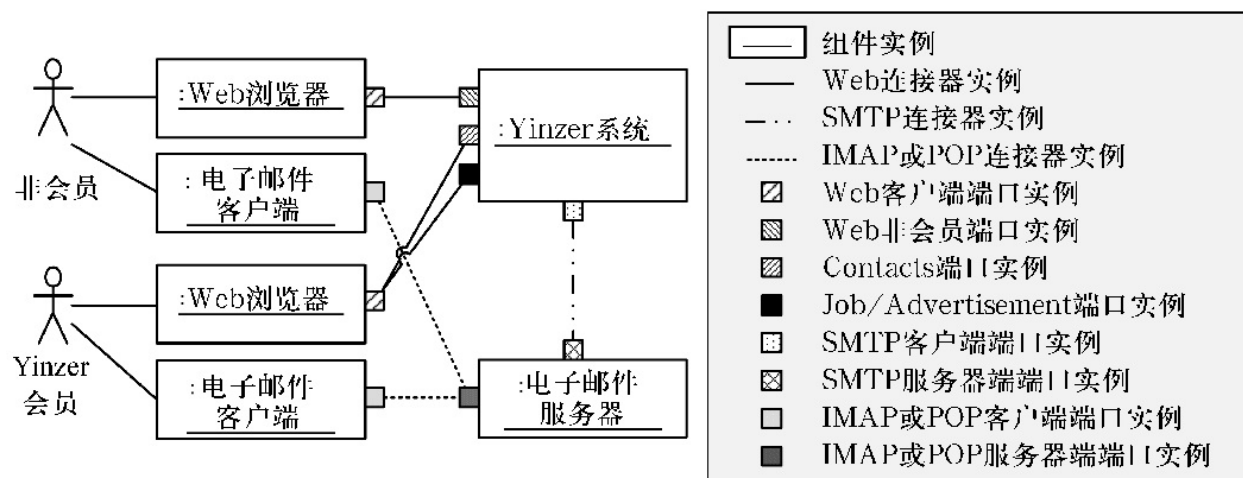 :Web浏览器
:Yinzer系统
非会员
:电子邮件
客户端
:Web浏览器
Yinzer
会员
:电子邮件
客户端
:电子邮件
服务器
组件实例
Web连接器实例
SMTP连接器实例
IMAP或POP连接器实例
Web客户端端口实例
Web非会员端口实例
Contacts端口实例
Job/Advertisement端口实例
SMTP客户端端口实例
SMTP服务器端端口实例
IMAP或POP客户端端口实例
IMAP或POP服务器端端口实例